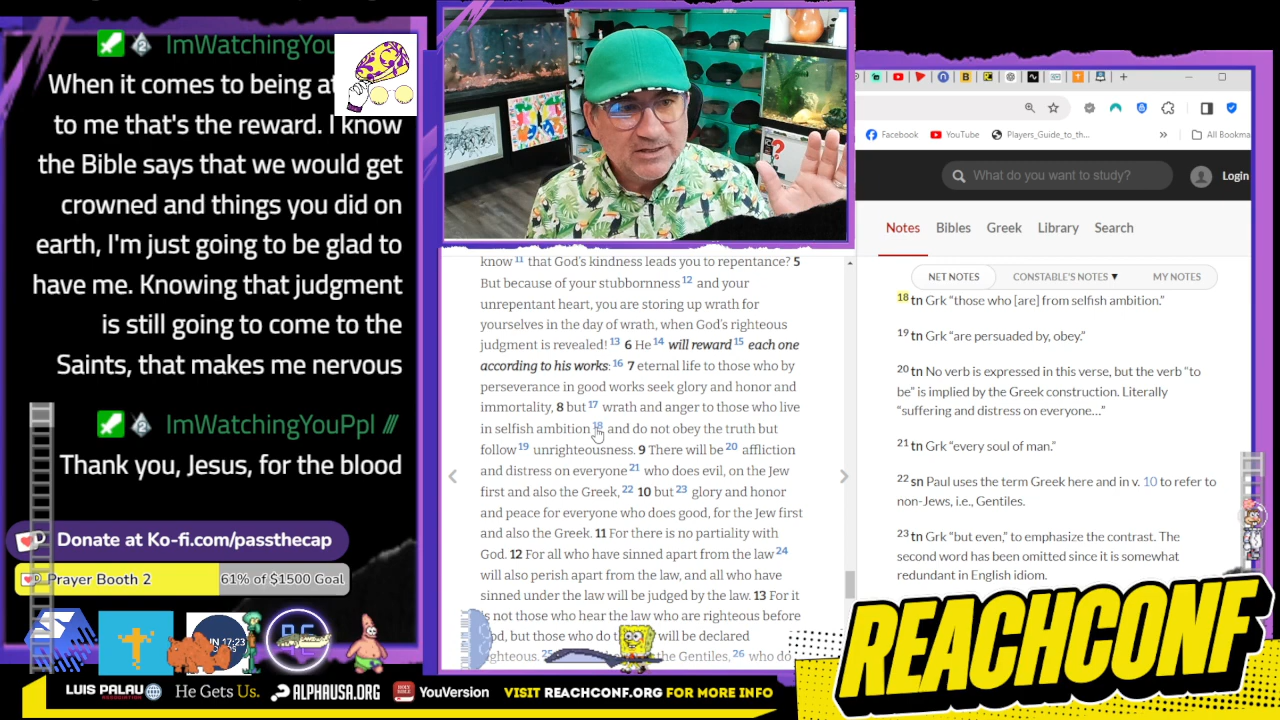 ImWatchingYou
When it comes to being at
to me that's the reward. I know
the Bible says that we would get
crowned and things you did on
earth, I'm just going to be glad to
have me. Knowing that judgment
is still going to come to the
Saints, that makes me nervous
ImWatchingYouPpl ///
Thank you, Jesus, for the blood
Donate at Ko-fi.com/passthecap
Prayer Booth 2
61% of $1500 Goal
IN 17:23
know 11 that God's kindness leads you to repentance? 5
But because of your stubbornness 12 and your
unrepentant heart, you are storing up wrath for
yourselves in the day of wrath, when God's righteous
judgment is revealed! 13 6 He 14 will reward 15 each one
according to his works: 16 7 eternal life to those who by
perseverance in good works seek glory and honor and
immortality, 8 but 17 wrath and anger to those who live
in selfish ambition 18 and do not obey the truth but
follow 19 unrighteousness. 9 There will be 20 affliction
and distress on everyone 21 who does evil, on the Jew
first and also the Greek, 22 10 but 23 glory and honor
and peace for everyone who does good, for the Jew first
and also the Greek. 11 For there is no partiality with
God. 12 For all who have sinned apart from the law 24
will also perish apart from the law, and all who have
sinned under the law will be judged by the law. 13 For it
is not those who hear the law who are righteous before
God, but those who do t will be declared
righteous. 25 the Gentiles, 26 who do
Facebook
YouTube
Players_Guide_to_th...
»
All Bookma
What do you want to study?
Login
Notes
Bibles
Greek
Library
Search
NET NOTES
CONSTABLE'S NOTES ▼
MY NOTES
18 tn Grk "those who [are] from selfish ambition."
19 tn Grk "are persuaded by, obey."
20 tn No verb is expressed in this verse, but the verb "to
be" is implied by the Greek construction. Literally
"suffering and distress on everyone…"
21 tn Grk "every soul of man."
22 sn Paul uses the term Greek here and in v. 10 to refer to
non-Jews, i.e., Gentiles.
23 tn Grk "but even," to emphasize the contrast. The
second word has been omitted since it is somewhat
redundant in English idiom.
REACHCONF
LUIS PALAU
He Gets Us.
ALPHAUSA.ORG
HOLY BIBLE
YouVersion
VISIT REACHCONF.ORG FOR MORE INFO